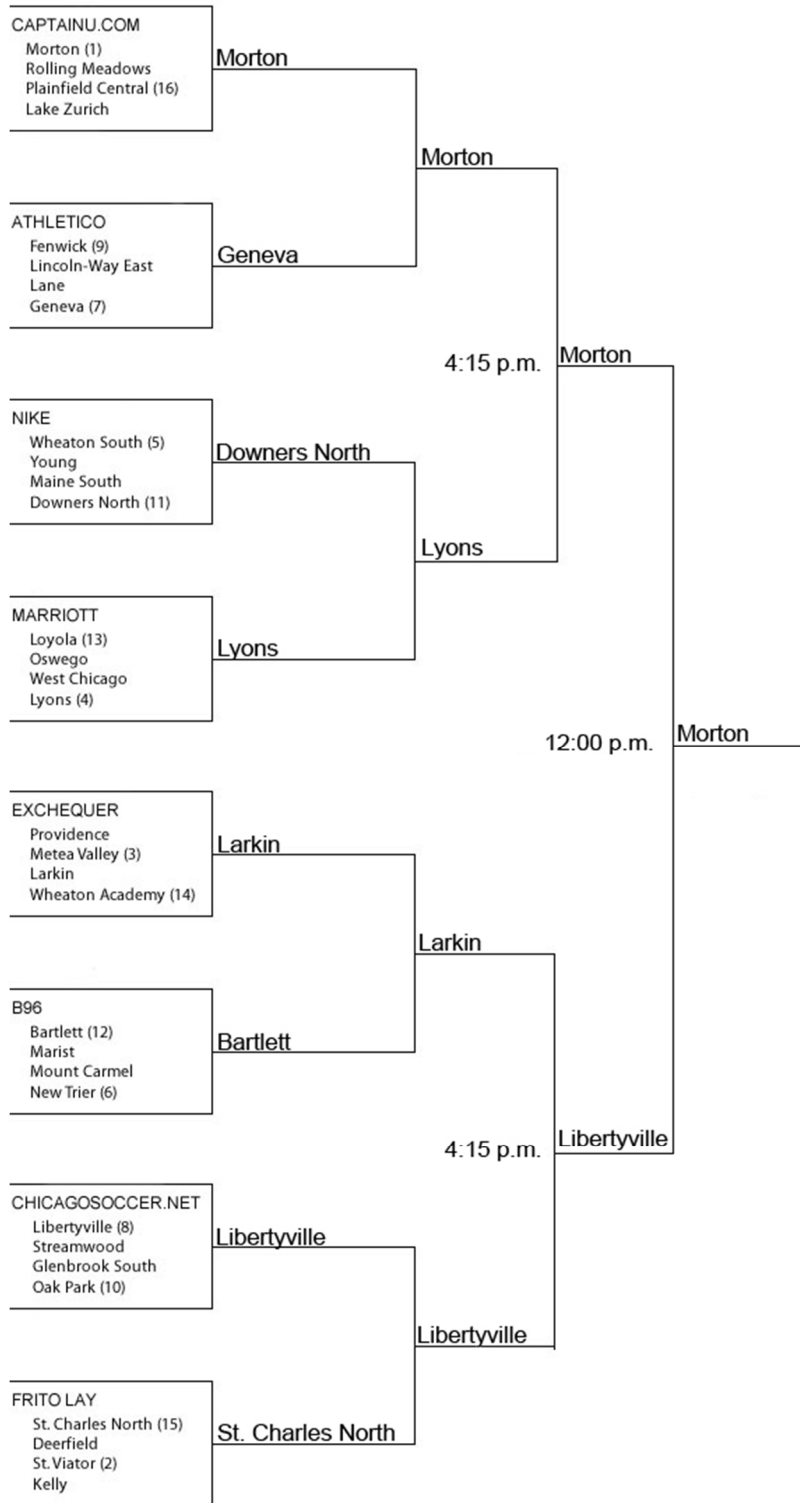 CAPTAINU.COM
Morton (1)
Rolling Meadows
Plainfield Central (16)
Lake Zurich
Morton
Morton
ATHLETICO
Fenwick (9)
Lincoln-Way East
Lane
Geneva (7)
Geneva
4:15 p.m.
Morton
NIKE
Wheaton South (5)
Young
Maine South
Downers North (11)
Downers North
Lyons
MARRIOTT
Loyola (13)
Oswego
West Chicago
Lyons (4)
Lyons
12:00 p.m.
Morton
EXCHEQUER
Providence
Metea Valley (3)
Larkin
Wheaton Academy (14)
Larkin
Larkin
B96
Bartlett (12)
Marist
Mount Carmel
New Trier (6)
Bartlett
4:15 p.m.
Libertyville
CHICAGOSOCCER.NET
Libertyville (8)
Streamwood
Glenbrook South
Oak Park (10)
Libertyville
Libertyville
FRITO LAY
St. Charles North (15)
Deerfield
St. Viator (2)
Kelly
St. Charles North